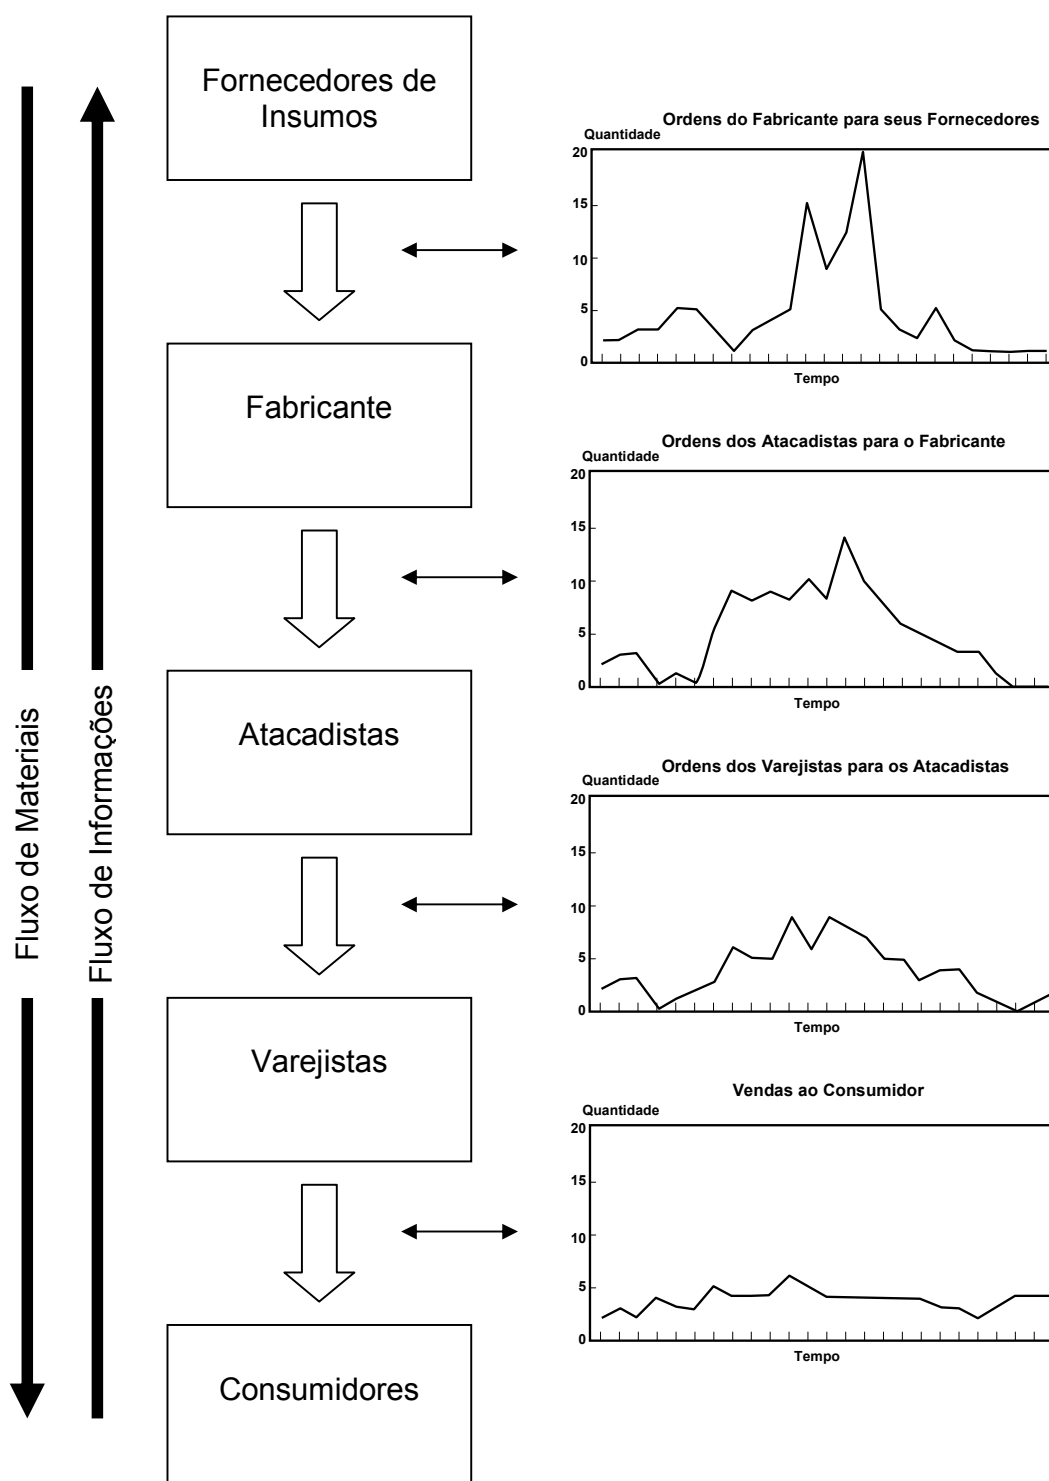 Fornecedores de
Insumos
Ordens do Fabricante para seus Fornecedores
Quantidade
20
15
10
5
0
Tempo
Fabricante
Ordens dos Atacadistas para o Fabricante
Quantidade
20
15
10
5
0
Tempo
Fluxo de Materiais
Fluxo de Informações
Atacadistas
Ordens dos Varejistas para os Atacadistas
Quantidade
20
15
10
5
0
Tempo
Varejistas
Vendas ao Consumidor
Quantidade
20
15
10
5
0
Tempo
Consumidores